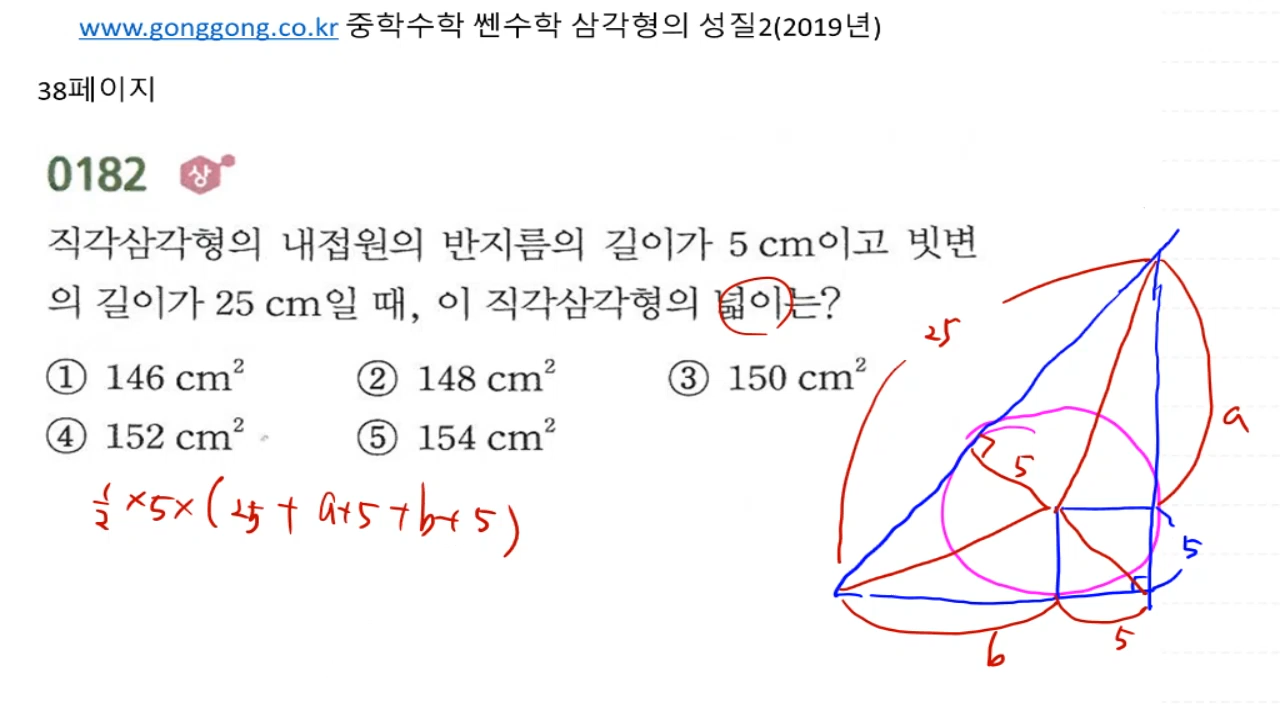 www.gonggong.co.kr 중학수학 쎈수학 삼각형의 성질2(2019년)
38페이지
0182 상
직각삼각형의 내접원의 반지름의 길이가 5 cm이고 빗변
의 길이가 25 cm일 때, 이 직각삼각형의 넓이는?
① 146 cm² ② 148 cm² ③ 150 cm²
④ 152 cm² ⑤ 154 cm²
½×5×(25+a+5+b+5)
25
a
5
5
b
5